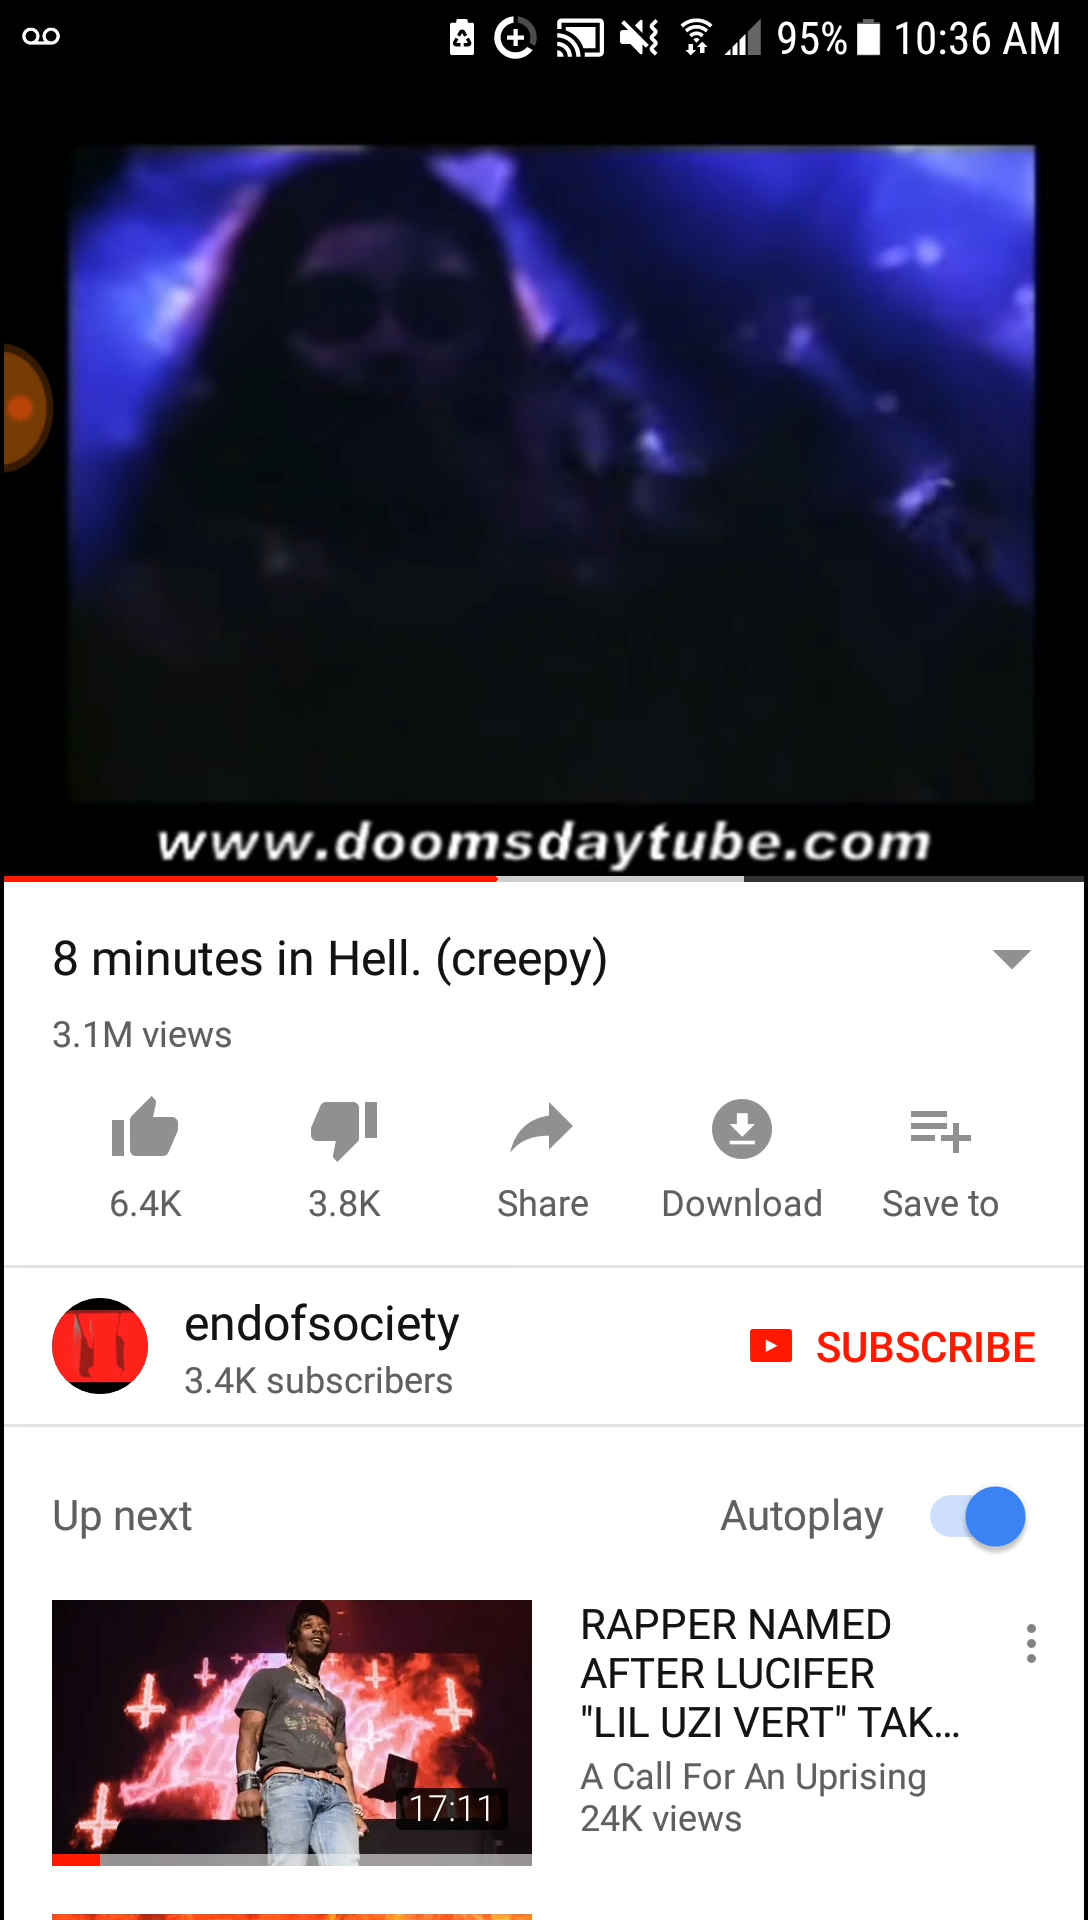 95% 10:36 AM
www.doomsdaytube.com
8 minutes in Hell. (creepy)
3.1M views
6.4K 3.8K Share Download Save to
endofsociety
3.4K subscribers
SUBSCRIBE
Up next Autoplay
17:11
RAPPER NAMED
AFTER LUCIFER
"LIL UZI VERT" TAK...
A Call For An Uprising
24K views